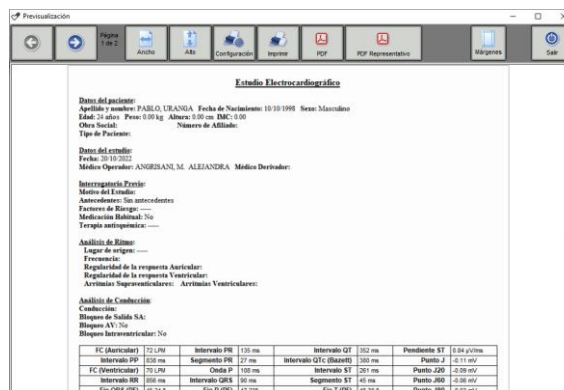 Previsualización
Página
1 de 2
Ancho
Alto
Configuración
Imprimir
PDF
PDF Representativo
Márgenes
Salir
Estudio Electrocardiográfico
Datos del paciente:
Apellido y nombre: PABLO, URANGA Fecha de Nacimiento: 10/10/1998 Sexo: Masculino
Edad: 24 años Peso: 0.00 kg Altura: 0.00 cm IMC: 0.00
Obra Social: Número de Afiliado:
Tipo de Paciente:
Datos del estudio:
Fecha: 20/10/2022
Médico Operador: ANGRISANI, M. ALEJANDRA Médico Derivador:
Interrogatorio Previo:
Motivo del Estudio:
Antecedentes: Sin antecedentes
Factores de Riesgo: ----
Medicación Habitual: No
Terapia antisquémica: ----
Análisis de Ritmo:
Lugar de origen: ----
Frecuencia:
Regularidad de la respuesta Auricular:
Regularidad de la respuesta Ventricular:
Arritmias Supraventiculares: Arritmias Ventriculares:
Análisis de Conducción:
Conducción:
Bloqueo de Salida SA:
Bloqueo AV: No
Bloqueo Intraventricular: No
FC (Auricular) 72 LPM Intervalo PR 135 ms Intervalo QT 352 ms Pendiente ST 0.84 µV/ms
Intervalo PP 838 ms Segmento PR 27 ms Intervalo QTc (Bazett) 380 ms Punto J -0.11 mV
FC (Ventricular) 70 LPM Onda P 108 ms Intervalo ST 261 ms Punto J20 -0.09 mV
Intervalo RR 856 ms Intervalo QRS 90 ms Segmento ST 45 ms Punto J60 -0.06 mV